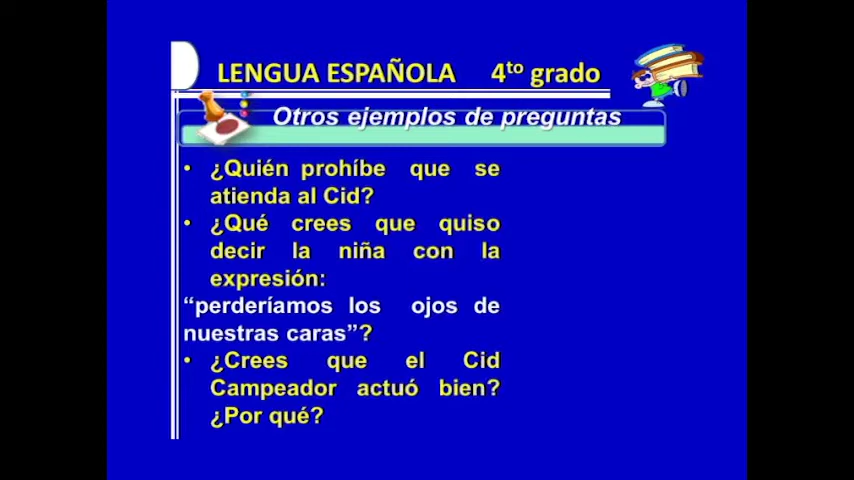 LENGUA ESPAÑOLA 4to grado
Otros ejemplos de preguntas
• ¿Quién prohíbe que se
atienda al Cid?
• ¿Qué crees que quiso
decir la niña con la
expresión:
“perderíamos los ojos de
nuestras caras”?
• ¿Crees que el Cid
Campeador actuó bien?
¿Por qué?